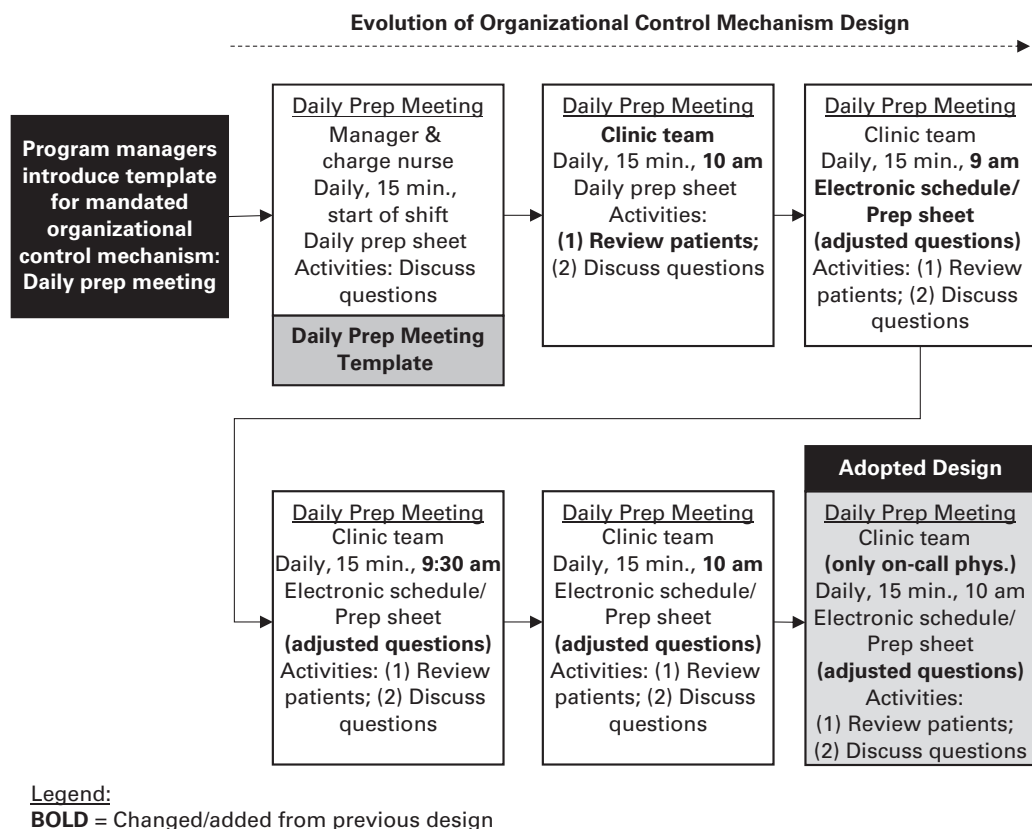 Evolution of Organizational Control Mechanism Design
Program managers
introduce template
for mandated
organizational
control mechanism:
Daily prep meeting
Daily Prep Meeting
Manager &
charge nurse
Daily, 15 min.,
start of shift
Daily prep sheet
Activities: Discuss
questions
Daily Prep Meeting
Template
Daily Prep Meeting
Clinic team
Daily, 15 min., 10 am
Daily prep sheet
Activities:
(1) Review patients;
(2) Discuss questions
Daily Prep Meeting
Clinic team
Daily, 15 min., 9 am
Electronic schedule/
Prep sheet
(adjusted questions)
Activities: (1) Review
patients; (2) Discuss
questions
Daily Prep Meeting
Clinic team
Daily, 15 min., 9:30 am
Electronic schedule/
Prep sheet
(adjusted questions)
Activities: (1) Review
patients; (2) Discuss
questions
Daily Prep Meeting
Clinic team
Daily, 15 min., 10 am
Electronic schedule/
Prep sheet
(adjusted questions)
Activities: (1) Review
patients; (2) Discuss
questions
Adopted Design
Daily Prep Meeting
Clinic team
(only on-call phys.)
Daily, 15 min., 10 am
Electronic schedule/
Prep sheet
(adjusted questions)
Activities:
(1) Review patients;
(2) Discuss questions
Legend:
BOLD = Changed/added from previous design